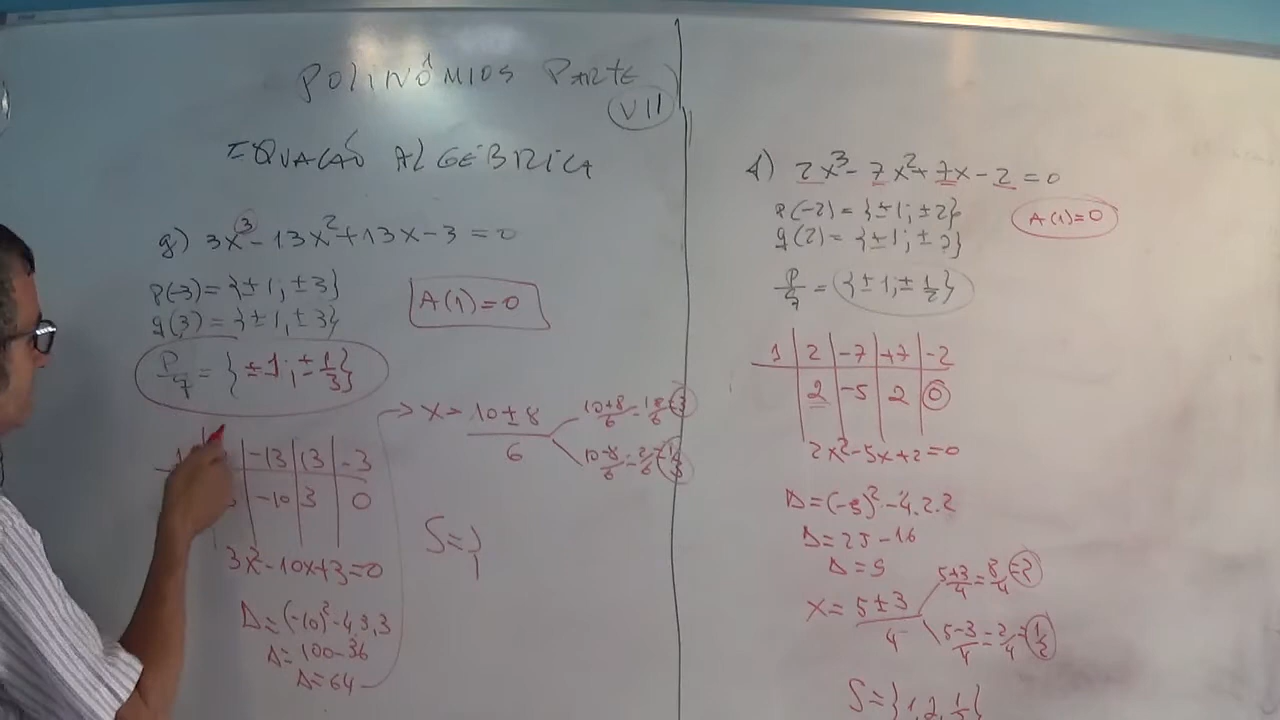 POLINÔMIOS PARTE
VII
EQUAÇÃO ALGÉBRICA
g) 3x³ - 13x² + 13x - 3 = 0
P(-3) = {±1; ±3}
q(3) = {±1, ±3}
A(1) = 0
P/q = {±1; ±1/3}
-13 | 13 | -3
-10 | 3 | 0
3x² - 10x + 3 = 0
Δ = (-10)² - 4.3.3
Δ = 100 - 36
Δ = 64
x = 10 ± 8 / 6
10+8/6 = 18/6 = 3
10-8/6 = 2/6 = 1/3
S = {
f) 2x³ - 7x² + 7x - 2 = 0
P(-2) = {±1; ±2}
q(2) = {±1; ±2}
A(1) = 0
P/q = {±1; ±1/2}
1 | 2 | -7 | +7 | -2
2 | -5 | 2 | 0
2x² - 5x + 2 = 0
Δ = (-5)² - 4.2.2
Δ = 25 - 16
Δ = 9
x = 5 ± 3 / 4
5+3/4 = 8/4 = 2
5-3/4 = 2/4 = 1/2
S = {1, 2, 1/2}